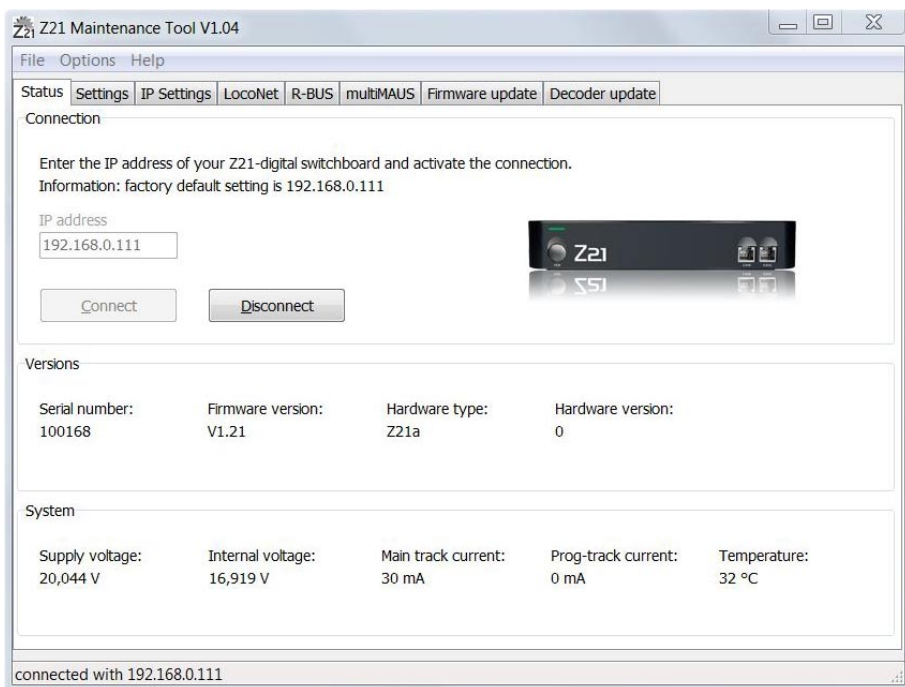 Z21 Z21 Maintenance Tool V1.04
File Options Help
Status Settings IP Settings LocoNet R-BUS multiMAUS Firmware update Decoder update
Connection
Enter the IP address of your Z21-digital switchboard and activate the connection.
Information: factory default setting is 192.168.0.111
IP address
192.168.0.111
Z21
Connect Disconnect
Versions
Serial number: Firmware version: Hardware type: Hardware version:
100168 V1.21 Z21a 0
System
Supply voltage: Internal voltage: Main track current: Prog-track current: Temperature:
20,044 V 16,919 V 30 mA 0 mA 32 °C
connected with 192.168.0.111